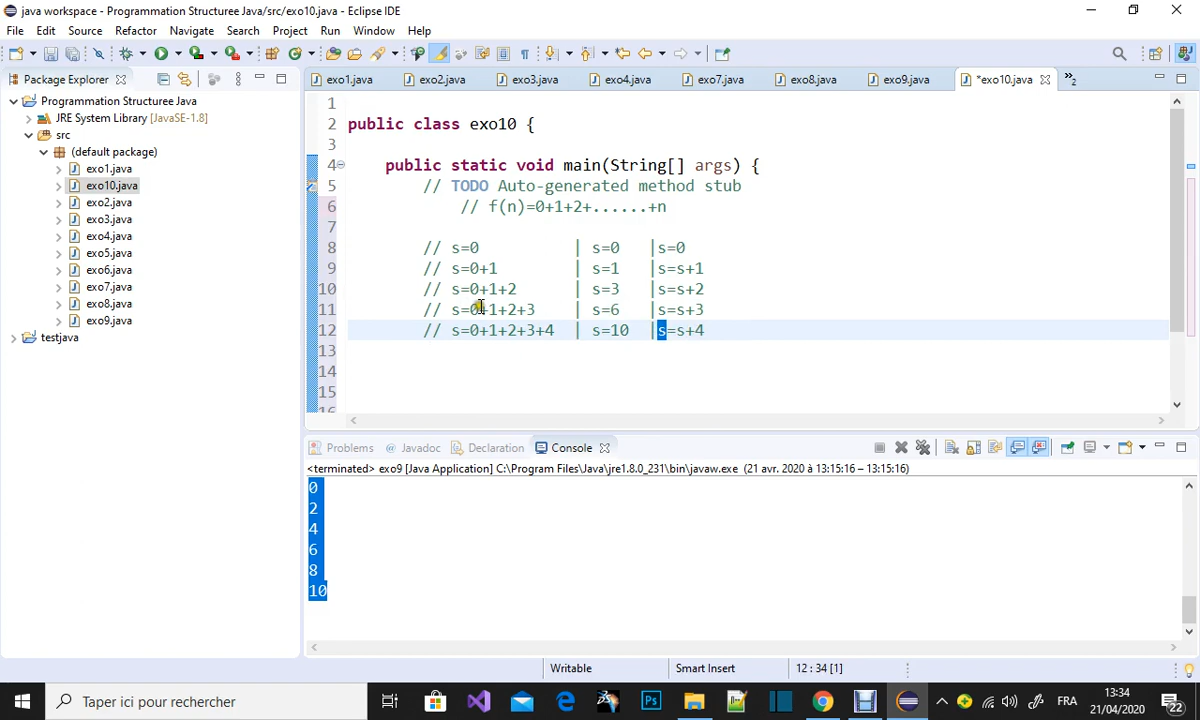 java workspace - Programmation Structuree Java/src/exo10.java - Eclipse IDE
File Edit Source Refactor Navigate Search Project Run Window Help
Package Explorer
exo1.java exo2.java exo3.java exo4.java exo7.java exo8.java exo9.java *exo10.java »2
Programmation Structuree Java
JRE System Library [JavaSE-1.8]
src
(default package)
exo1.java
exo10.java
exo2.java
exo3.java
exo4.java
exo5.java
exo6.java
exo7.java
exo8.java
exo9.java
testjava
1
2 public class exo10 {
3
4 public static void main(String[] args) {
5 // TODO Auto-generated method stub
6 // f(n)=0+1+2+......+n
7
8 // s=0 | s=0 |s=0
9 // s=0+1 | s=1 |s=s+1
10 // s=0+1+2 | s=3 |s=s+2
11 // s=0+1+2+3 | s=6 |s=s+3
12 // s=0+1+2+3+4 | s=10 |s=s+4
13
14
15
16
Problems @ Javadoc Declaration Console
<terminated> exo9 [Java Application] C:\Program Files\Java\jre1.8.0_231\bin\javaw.exe (21 avr. 2020 à 13:15:16 – 13:15:16)
0
2
4
6
8
10
Writable Smart Insert 12 : 34 [1]
Taper ici pour rechercher
Ps
FRA
13:34
21/04/2020
22